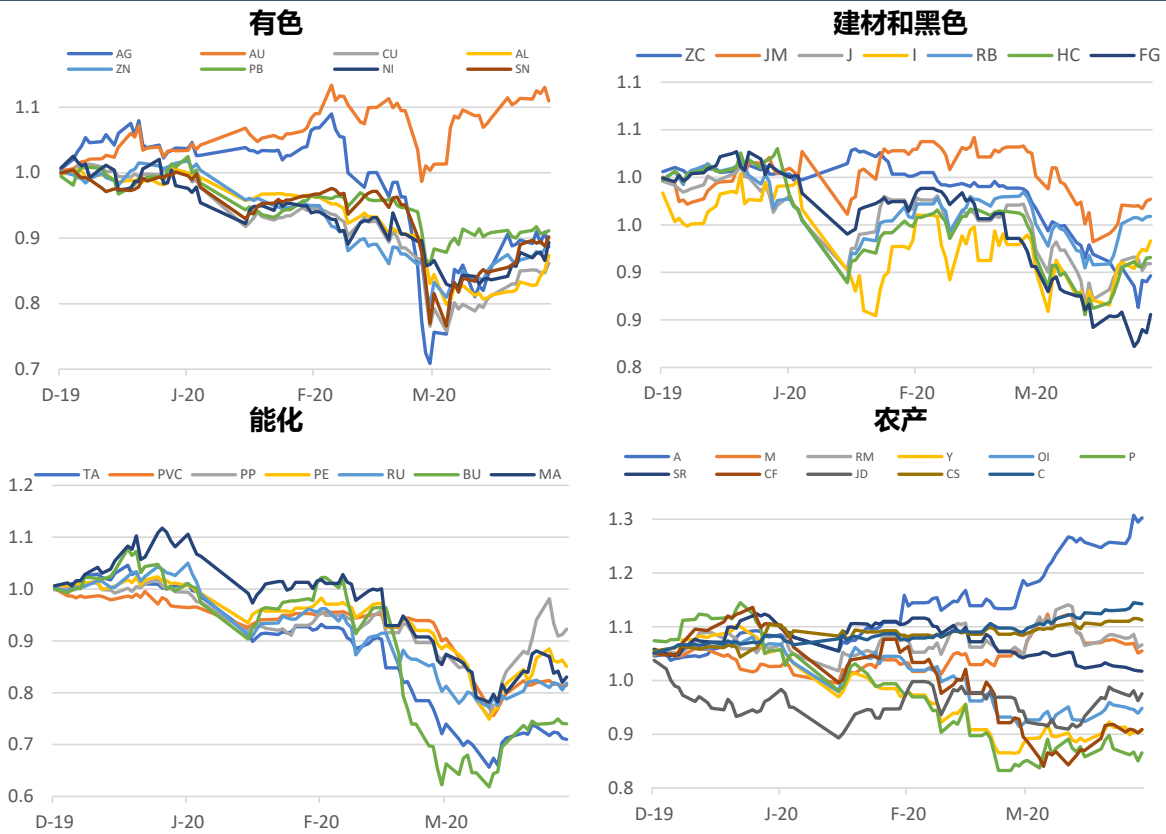 有色
AG AU CU AL
ZN PB NI SN
1.1
1.0
0.9
0.8
0.7
D-19 J-20 F-20 M-20
建材和黑色
ZC JM J I RB HC FG
1.1
1.1
1.0
1.0
0.9
0.9
0.8
D-19 J-20 F-20 M-20
能化
TA PVC PP PE RU BU MA
1.2
1.1
1.0
0.9
0.8
0.7
0.6
D-19 J-20 F-20 M-20
农产
A M RM Y OI P
SR CF JD CS C
1.3
1.2
1.1
1.0
0.9
0.8
D-19 J-20 F-20 M-20